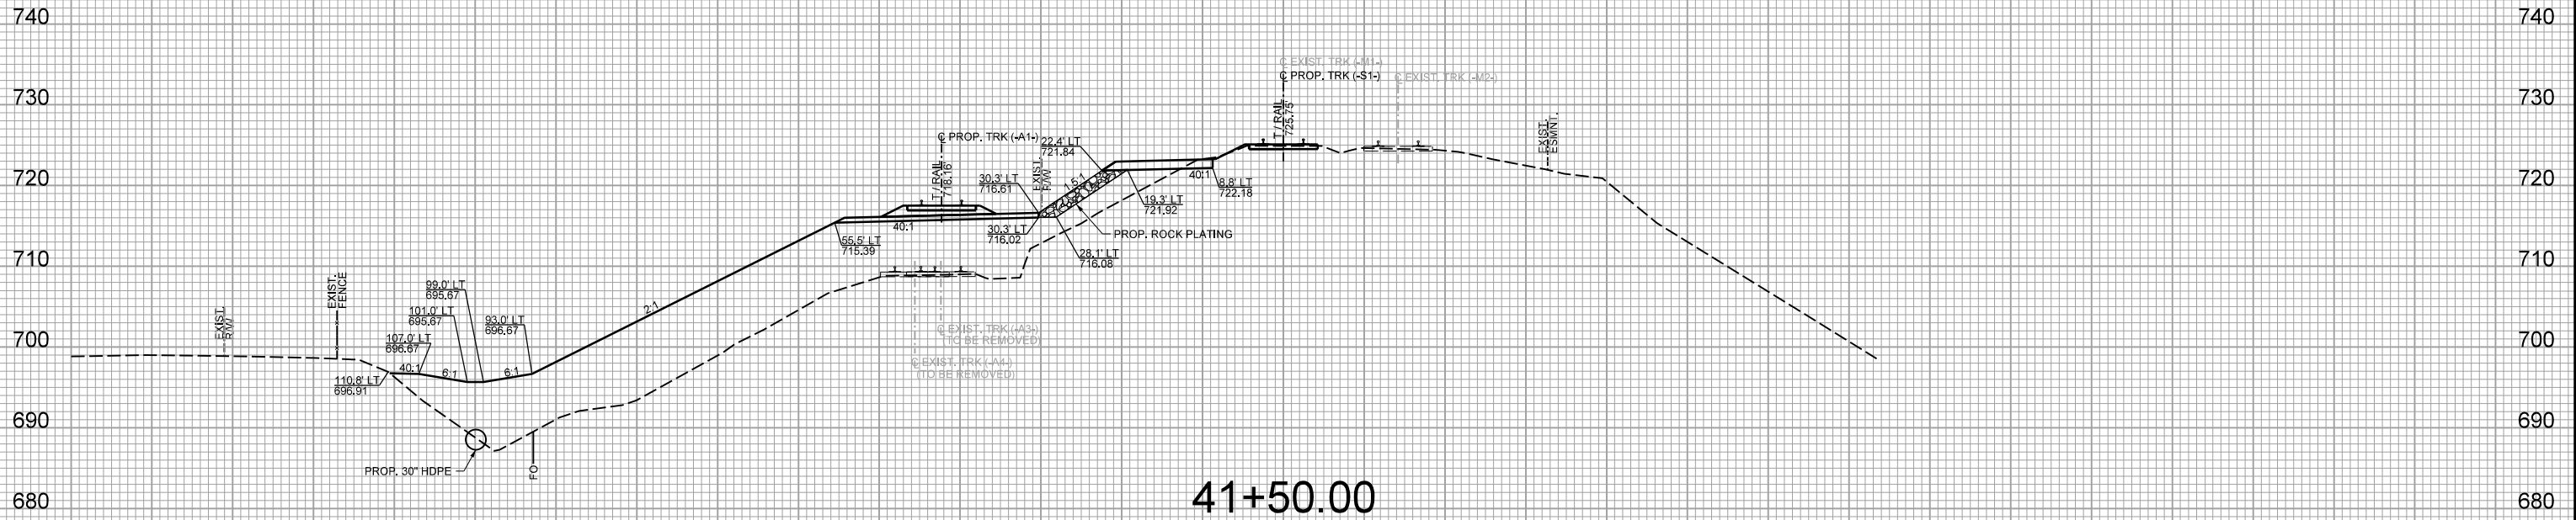 740
740
730
730
720
720
710
710
700
700
690
690
680
680
EXIST.
R/W
EXIST.
FENCE
110.8' LT
696.91
107.0' LT
696.67
40:1
101.0' LT
695.67
6:1
99.0' LT
695.67
93.0' LT
696.67
6:1
PROP. 30" HDPE
FO
2:1
55.5' LT
715.39
40:1
℄ PROP. TRK (-A1-)
T / RAIL
718.16'
℄ EXIST. TRK (-A3-)
(TO BE REMOVED)
℄ EXIST. TRK (-A4-)
(TO BE REMOVED)
30.3' LT
716.61
30.3' LT
716.02
EXIST.
R/W
22.4' LT
721.84
1.5:1
28.1' LT
716.08
PROP. ROCK PLATING
19.3' LT
721.92
40:1
8.8' LT
722.18
℄ EXIST. TRK (-M1-)
℄ PROP. TRK (-S1-)
℄ EXIST. TRK (-M2-)
T / RAIL
725.75'
EXIST.
ESMNT.
41+50.00